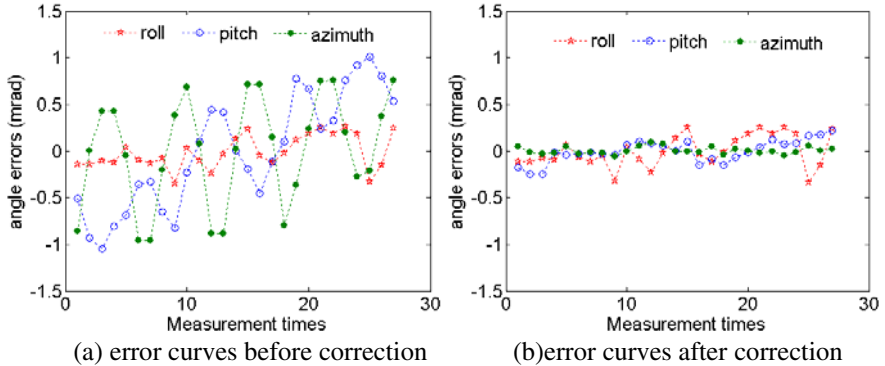 1.5
1
0.5
0
-0.5
-1
-1.5
angle errors (mrad)
roll pitch azimuth
0 10 20 30
Measurement times
(a) error curves before correction
1.5
1
0.5
0
-0.5
-1
-1.5
angle errors (mrad)
roll pitch azimuth
0 10 20 30
Measurement times
(b)error curves after correction